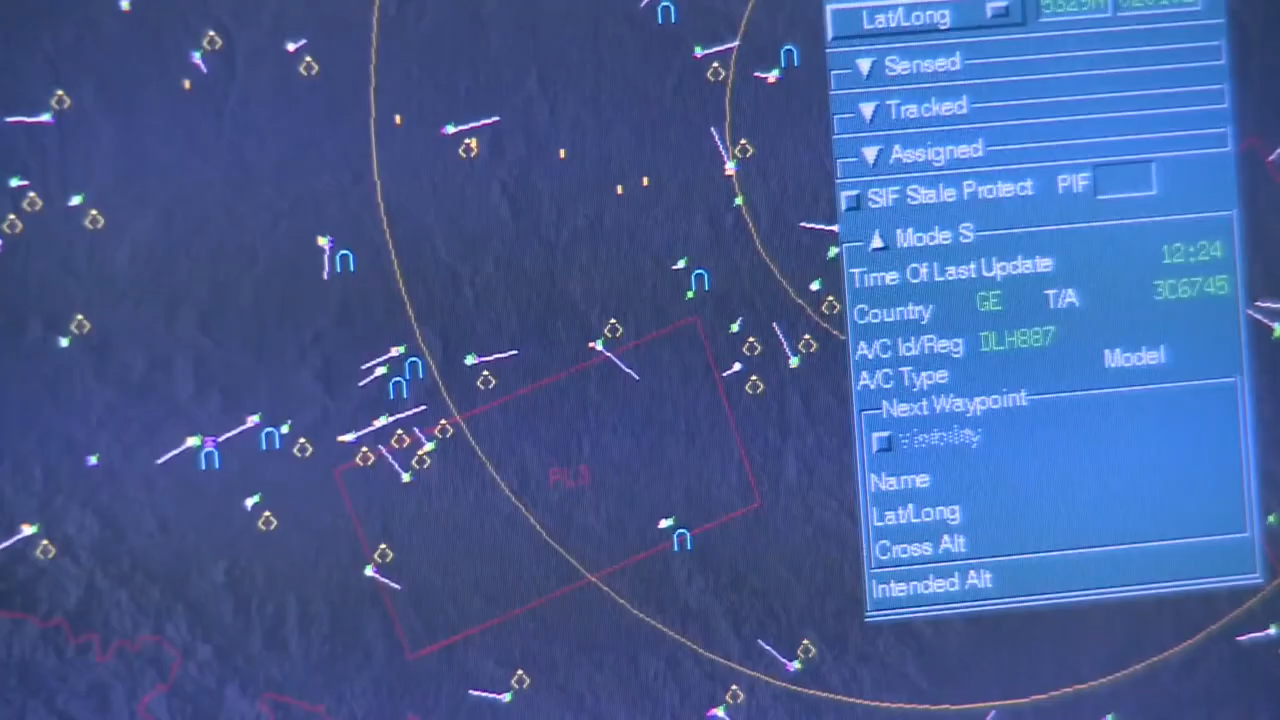 Lat/Long
Sensed
Tracked
Assigned
SIF Stale Protect PIF
Mode S
Time Of Last Update 12:24
Country GE T/A 3C6745
A/C Id/Reg DLH887
A/C Type Model
Next Waypoint
Visibility
Name
Lat/Long
Cross Alt
Intended Alt